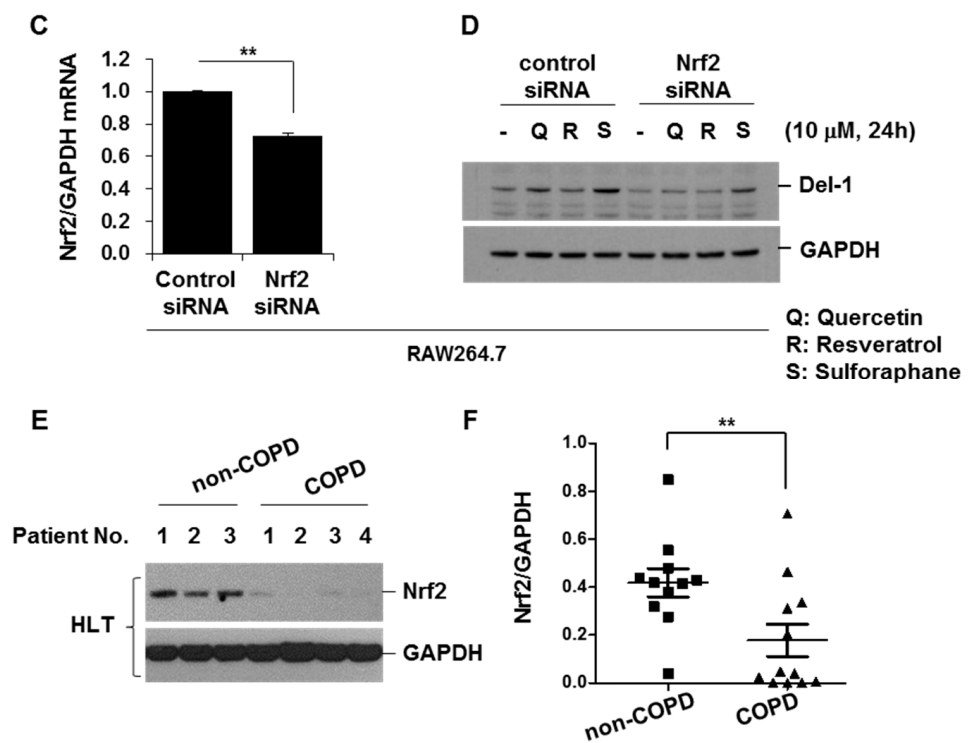 C
**
Nrf2/GAPDH mRNA
1.2
1.0
0.8
0.6
0.4
0.2
0.0
Control
siRNA
Nrf2
siRNA
D
control
siRNA
Nrf2
siRNA
- Q R S - Q R S (10 µM, 24h)
Del-1
GAPDH
RAW264.7
Q: Quercetin
R: Resveratrol
S: Sulforaphane
E
non-COPD
COPD
Patient No. 1 2 3 1 2 3 4
HLT
Nrf2
GAPDH
F
**
Nrf2/GAPDH
1.0
0.8
0.6
0.4
0.2
0.0
non-COPD
COPD